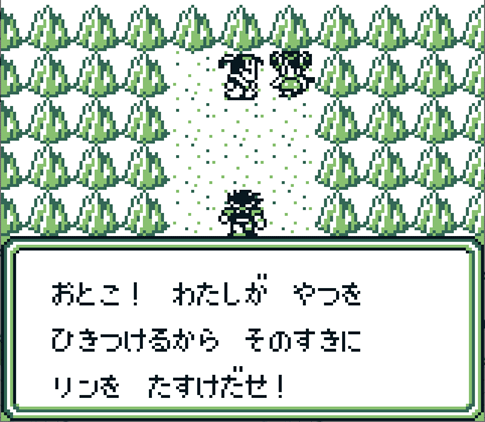 おとこ！ わたしが やつを
ひきつけるから そのすきに
リンを たすけだせ！